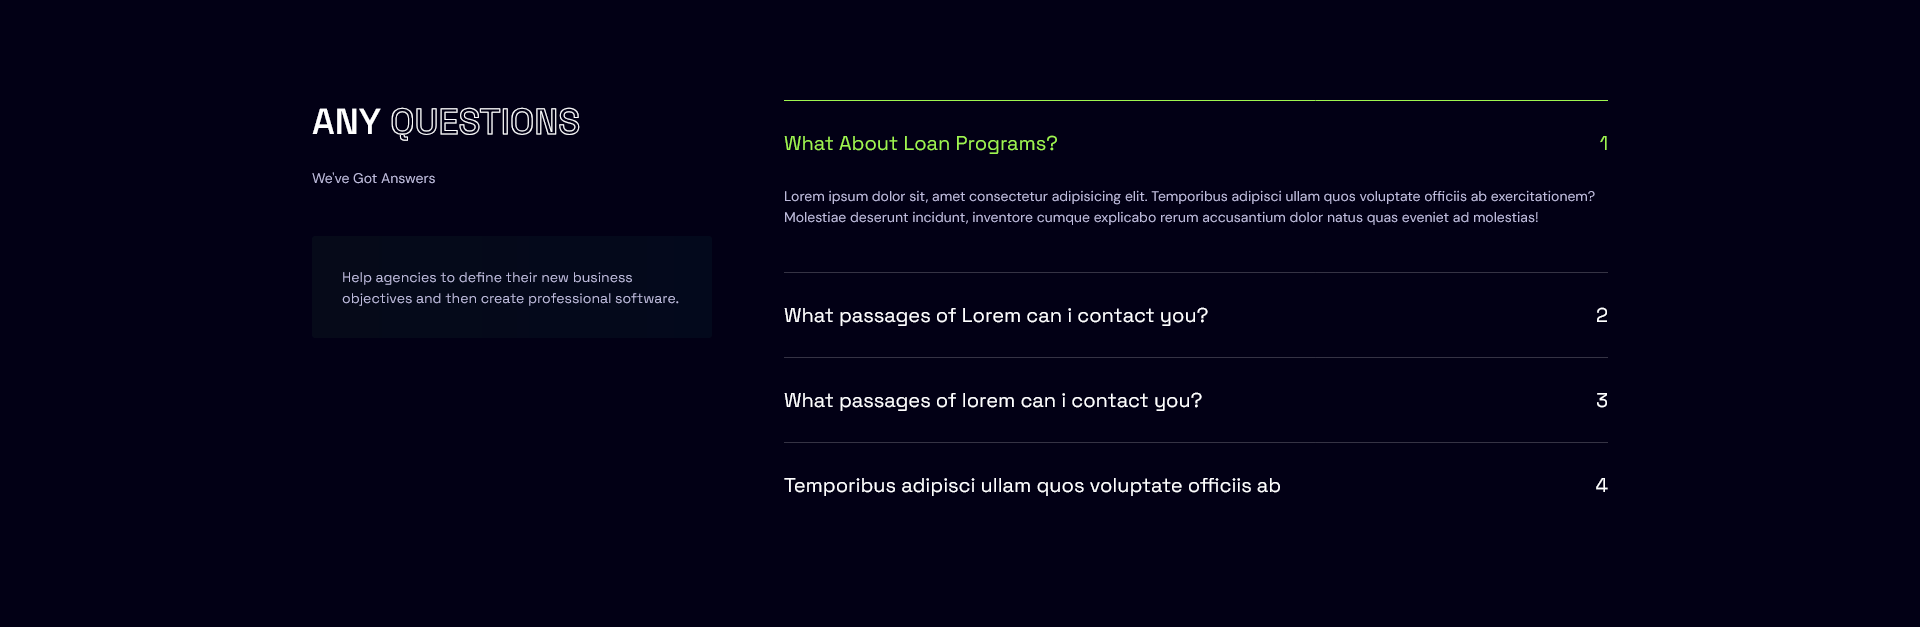 ANY QUESTIONS
We've Got Answers
Help agencies to define their new business
objectives and then create professional software.
What About Loan Programs? 1
Lorem ipsum dolor sit, amet consectetur adipisicing elit. Temporibus adipisci ullam quos voluptate officiis ab exercitationem?
Molestiae deserunt incidunt, inventore cumque explicabo rerum accusantium dolor natus quas eveniet ad molestias!
What passages of Lorem can i contact you? 2
What passages of lorem can i contact you? 3
Temporibus adipisci ullam quos voluptate officiis ab 4